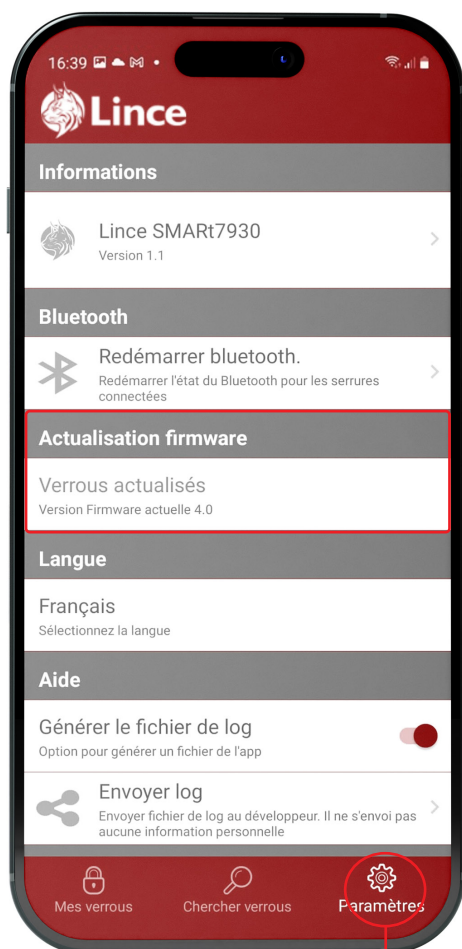 16:39
Lince
Informations
Lince SMARt7930
Version 1.1
Bluetooth
Redémarrer bluetooth.
Redémarrer l'état du Bluetooth pour les serrures
connectées
Actualisation firmware
Verrous actualisés
Version Firmware actuelle 4.0
Langue
Français
Sélectionnez la langue
Aide
Générer le fichier de log
Option pour générer un fichier de l'app
Envoyer log
Envoyer fichier de log au développeur. Il ne s'envoi pas
aucune information personnelle
Mes verrous
Chercher verrous
Paramètres